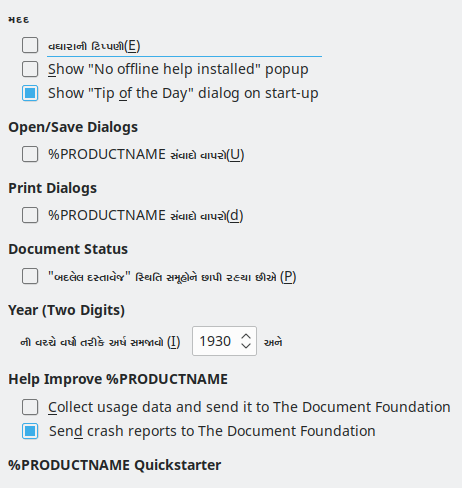 મદદ
વધારાની ટિપ્પણી(E)
Show "No offline help installed" popup
Show "Tip of the Day" dialog on start-up
Open/Save Dialogs
%PRODUCTNAME સંવાદો વાપરો(U)
Print Dialogs
%PRODUCTNAME સંવાદો વાપરો(d)
Document Status
"બદલેલ દસ્તાવેજ" સ્થિતિ સમૂહોને છાપી રહ્યા છીએ (P)
Year (Two Digits)
ની વચ્ચે વર્ષો તરીકે અર્થ સમજાવો (I) 1930 અને
Help Improve %PRODUCTNAME
Collect usage data and send it to The Document Foundation
Send crash reports to The Document Foundation
%PRODUCTNAME Quickstarter